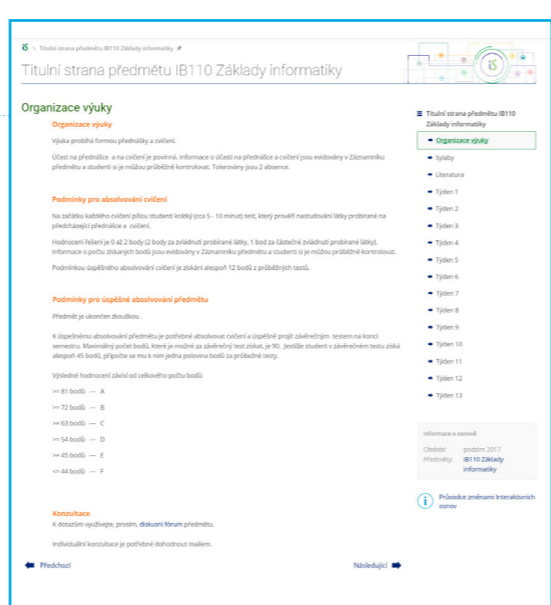 Titulní strana předmětu IB110 Základy informatiky
Titulní strana předmětu IB110 Základy informatiky
Organizace výuky
Organizace výuky
Výuka probíhá formou přednášky a cvičení.
Účast na přednášce a na cvičení je povinná. Informace o účasti na přednášce a cvičení jsou evidovány v Záznamníku
předmětu a studenti si je můžou průběžně kontrolovat. Tolerovány jsou 2 absence.
Podmínky pro absolvování cvičení
Na začátku každého cvičení píšou studenti krátký (cca 5 - 10 minut) test, který prověří nastudování látky probírané na
předcházející přednášce a cvičení.
Hodnocení řešení je 0 až 2 body (2 body za zvládnutí probírané látky, 1 bod za částečné zvládnutí probírané látky).
Informace o počtu získaných bodů jsou evidovány v Záznamníku předmětu a studenti si je můžou průběžně kontrolovat.
Podmínkou úspěšného absolvování cvičení je získání alespoň 12 bodů z průběžných testů.
Podmínky pro úspěšné absolvování předmětu
Předmět je ukončen zkouškou .
K úspešnému absolvování předmětu je potřebné absolvovat cvičení a úspěšně projít závěrečným testem na konci
semestru. Maximálný počet bodů, které je možné za závěrečný test získat, je 90. Jestliže student v závěrečném testu získá
alespoň 45 bodů, připočte se mu k nim jedna polovina bodů za průbežné testy.
Výsledné hodnocení závisí od celkového počtu bodů:
>= 81 bodů — A
>= 72 bodů — B
>= 63 bodů — C
>= 54 bodů — D
>= 45 bodů — E
<= 44 bodů — F
Konzultace
K dotazům využívejte, prosím, diskusní fórum předmětu.
Individuální konzultace je potřebné dohodnout mailem.
Předchozí
Následující
iS
Titulní strana předmětu IB110
Základy informatiky
Organizace výuky
Sylaby
Literatura
Týden 1
Týden 2
Týden 3
Týden 4
Týden 5
Týden 6
Týden 7
Týden 8
Týden 9
Týden 10
Týden 11
Týden 12
Týden 13
Informace o osnově
Období: podzim 2017
Předměty: IB110 Základy
informatiky
Průvodce změnami Interaktivních
osnov